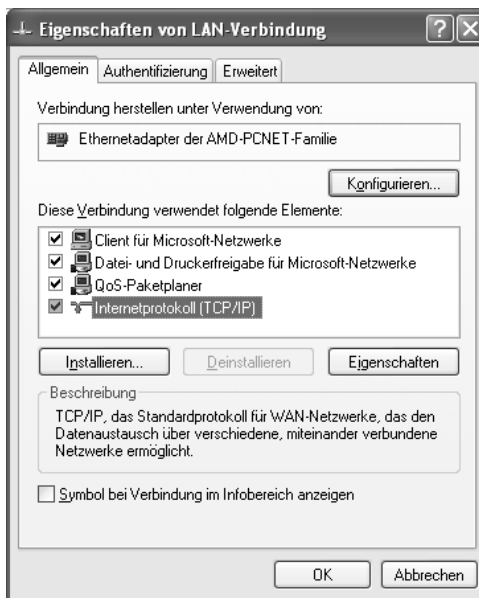 Eigenschaften von LAN-Verbindung
Allgemein Authentifizierung Erweitert
Verbindung herstellen unter Verwendung von:
Ethernetadapter der AMD-PCNET-Familie
Konfigurieren...
Diese Verbindung verwendet folgende Elemente:
Client für Microsoft-Netzwerke
Datei- und Druckerfreigabe für Microsoft-Netzwerke
QoS-Paketplaner
Internetprotokoll (TCP/IP)
Installieren... Deinstallieren Eigenschaften
Beschreibung
TCP/IP, das Standardprotokoll für WAN-Netzwerke, das den
Datenaustausch über verschiedene, miteinander verbundene
Netzwerke ermöglicht.
Symbol bei Verbindung im Infobereich anzeigen
OK Abbrechen